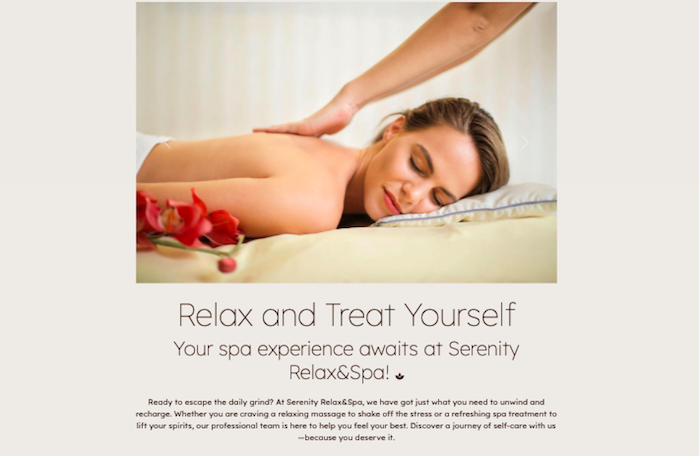 Relax and Treat Yourself
Your spa experience awaits at Serenity
Relax&Spa!
Ready to escape the daily grind? At Serenity Relax&Spa, we have got just what you need to unwind and
recharge. Whether you are craving a relaxing massage to shake off the stress or a refreshing spa treatment to
lift your spirits, our professional team is here to help you feel your best. Discover a journey of self-care with us
—because you deserve it.